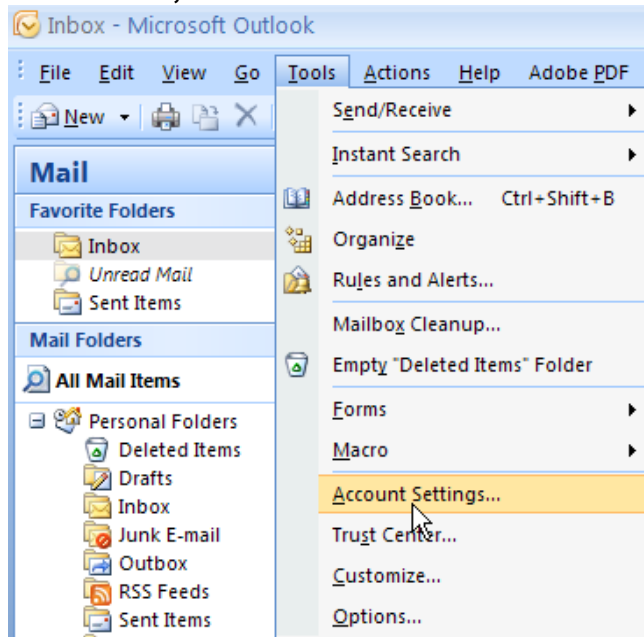 Inbox - Microsoft Outlook
File Edit View Go Tools Actions Help Adobe PDF
New
Send/Receive
Instant Search
Address Book... Ctrl+Shift+B
Organize
Rules and Alerts...
Mailbox Cleanup...
Empty "Deleted Items" Folder
Forms
Macro
Account Settings...
Trust Center...
Customize...
Options...
Mail
Favorite Folders
Inbox
Unread Mail
Sent Items
Mail Folders
All Mail Items
Personal Folders
Deleted Items
Drafts
Inbox
Junk E-mail
Outbox
RSS Feeds
Sent Items